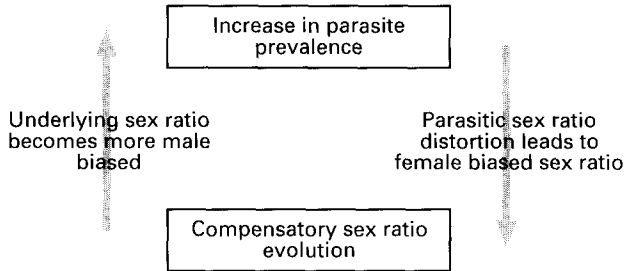 Increase in parasite
prevalence
Underlying sex ratio
becomes more male
biased
Parasitic sex ratio
distortion leads to
female biased sex ratio
Compensatory sex ratio
evolution